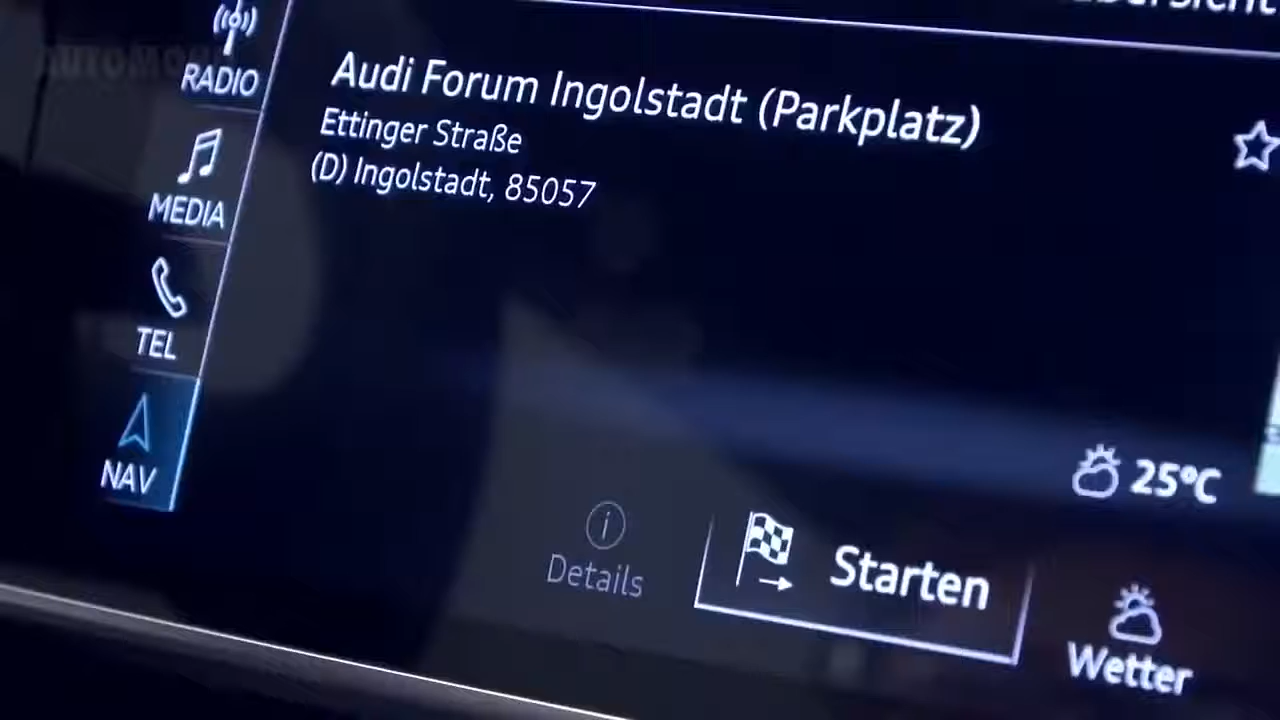 RADIO
MEDIA
TEL
NAV
Audi Forum Ingolstadt (Parkplatz)
Ettinger Straße
(D) Ingolstadt, 85057
25°C
Details
Starten
Wetter